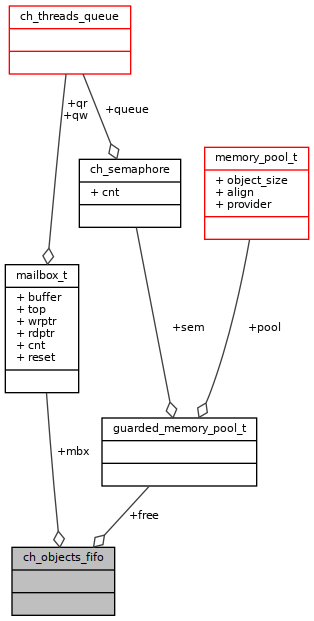 ch_threads_queue
+qr
+qw
+queue
ch_semaphore
+ cnt
memory_pool_t
+ object_size
+ align
+ provider
mailbox_t
+ buffer
+ top
+ wrptr
+ rdptr
+ cnt
+ reset
+sem
+pool
guarded_memory_pool_t
+mbx
+free
ch_objects_fifo